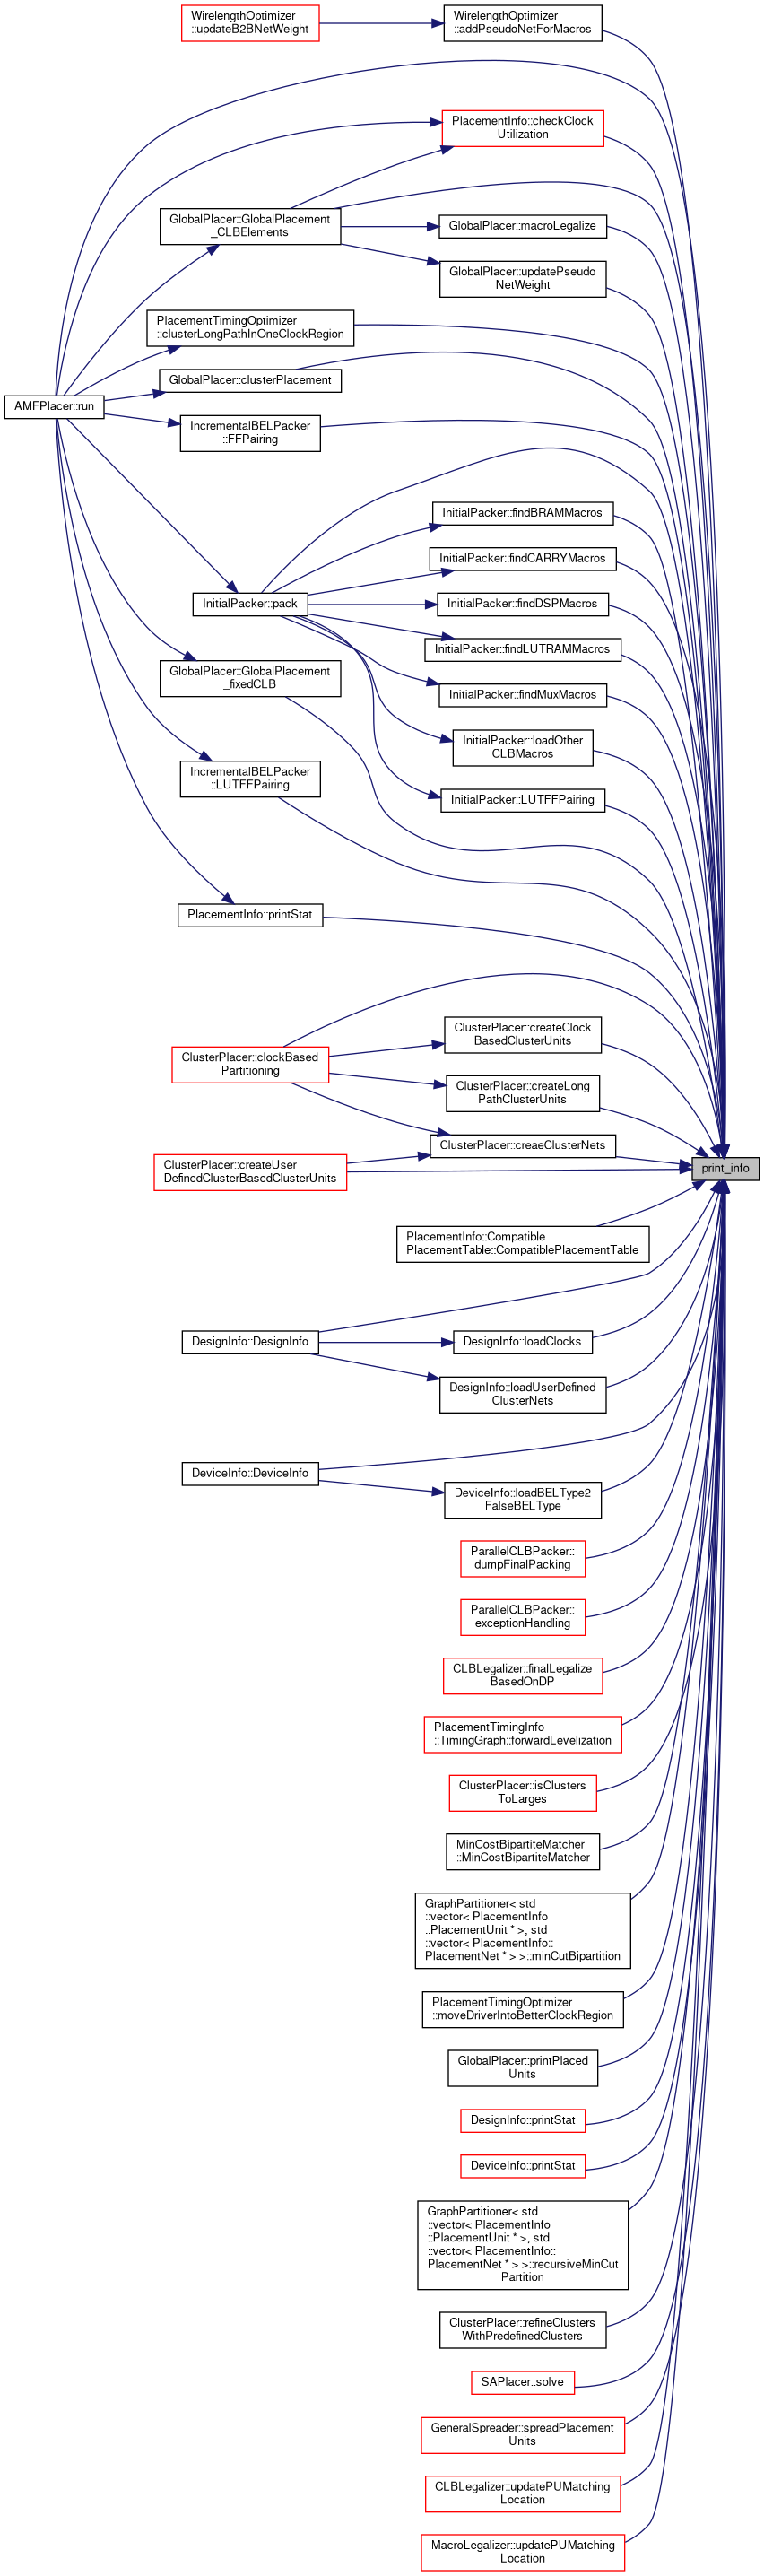 WirelengthOptimizer
::updateB2BNetWeight
WirelengthOptimizer
::addPseudoNetForMacros
PlacementInfo::checkClock
Utilization
GlobalPlacer::GlobalPlacement
_CLBElements
GlobalPlacer::macroLegalize
GlobalPlacer::updatePseudo
NetWeight
PlacementTimingOptimizer
::clusterLongPathInOneClockRegion
GlobalPlacer::clusterPlacement
AMFPlacer::run
IncrementalBELPacker
::FFPairing
InitialPacker::findBRAMMacros
InitialPacker::findCARRYMacros
InitialPacker::pack
InitialPacker::findDSPMacros
InitialPacker::findLUTRAMMacros
GlobalPlacer::GlobalPlacement
_fixedCLB
InitialPacker::findMuxMacros
InitialPacker::loadOther
CLBMacros
IncrementalBELPacker
::LUTFFPairing
InitialPacker::LUTFFPairing
PlacementInfo::printStat
ClusterPlacer::createClock
BasedClusterUnits
ClusterPlacer::clockBased
Partitioning
ClusterPlacer::createLong
PathClusterUnits
ClusterPlacer::creaeClusterNets
ClusterPlacer::createUser
DefinedClusterBasedClusterUnits
print_info
PlacementInfo::Compatible
PlacementTable::CompatiblePlacementTable
DesignInfo::DesignInfo
DesignInfo::loadClocks
DesignInfo::loadUserDefined
ClusterNets
DeviceInfo::DeviceInfo
DeviceInfo::loadBELType2
FalseBELType
ParallelCLBPacker::
dumpFinalPacking
ParallelCLBPacker::
exceptionHandling
CLBLegalizer::finalLegalize
BasedOnDP
PlacementTimingInfo
::TimingGraph::forwardLevelization
ClusterPlacer::isClusters
ToLarges
MinCostBipartiteMatcher
::MinCostBipartiteMatcher
GraphPartitioner< std
::vector< PlacementInfo
::PlacementUnit * >, std
::vector< PlacementInfo::
PlacementNet * > >::minCutBipartition
PlacementTimingOptimizer
::moveDriverIntoBetterClockRegion
GlobalPlacer::printPlaced
Units
DesignInfo::printStat
DeviceInfo::printStat
GraphPartitioner< std
::vector< PlacementInfo
::PlacementUnit * >, std
::vector< PlacementInfo::
PlacementNet * > >::recursiveMinCut
Partition
ClusterPlacer::refineClusters
WithPredefinedClusters
SAPlacer::solve
GeneralSpreader::spreadPlacement
Units
CLBLegalizer::updatePUMatching
Location
MacroLegalizer::updatePUMatching
Location